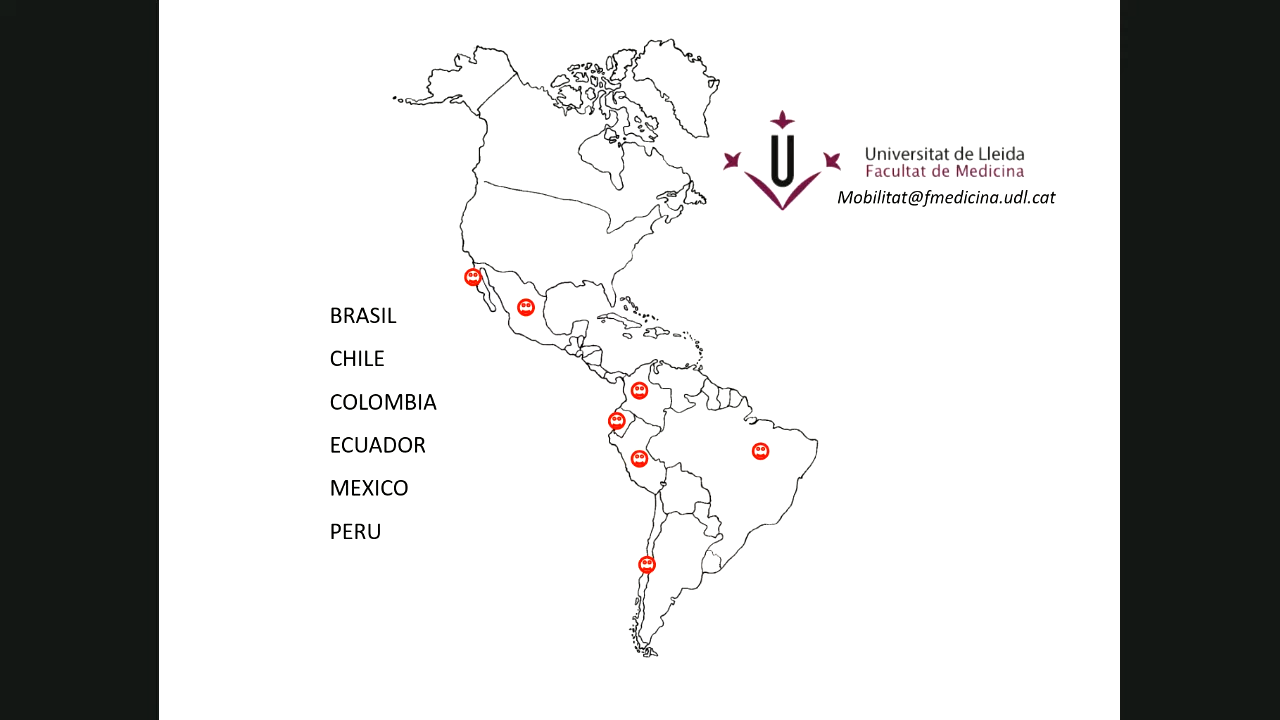 Universitat de Lleida
Facultat de Medicina
Mobilitat@fmedicina.udl.cat
BRASIL
CHILE
COLOMBIA
ECUADOR
MEXICO
PERU